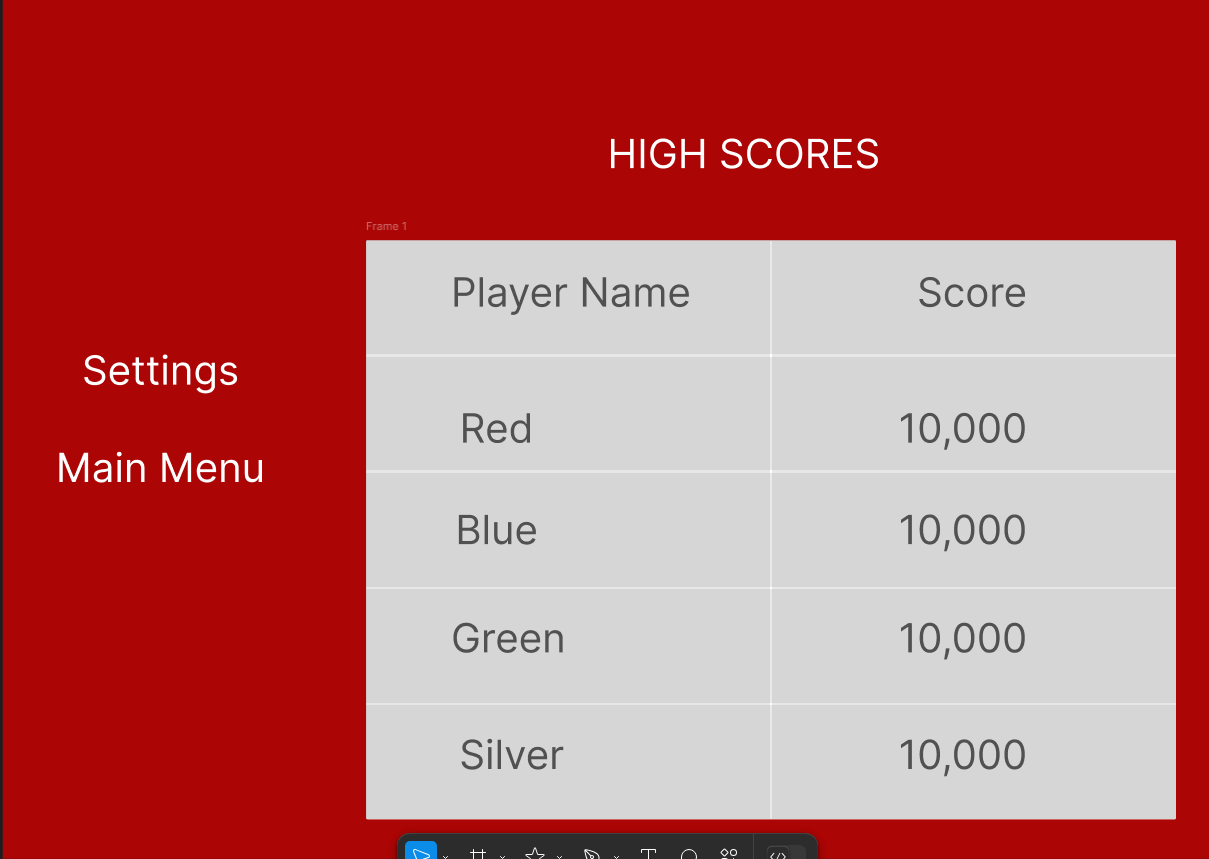 HIGH SCORES
Frame 1
Player Name Score
Settings
Red 10,000
Main Menu
Blue 10,000
Green 10,000
Silver 10,000